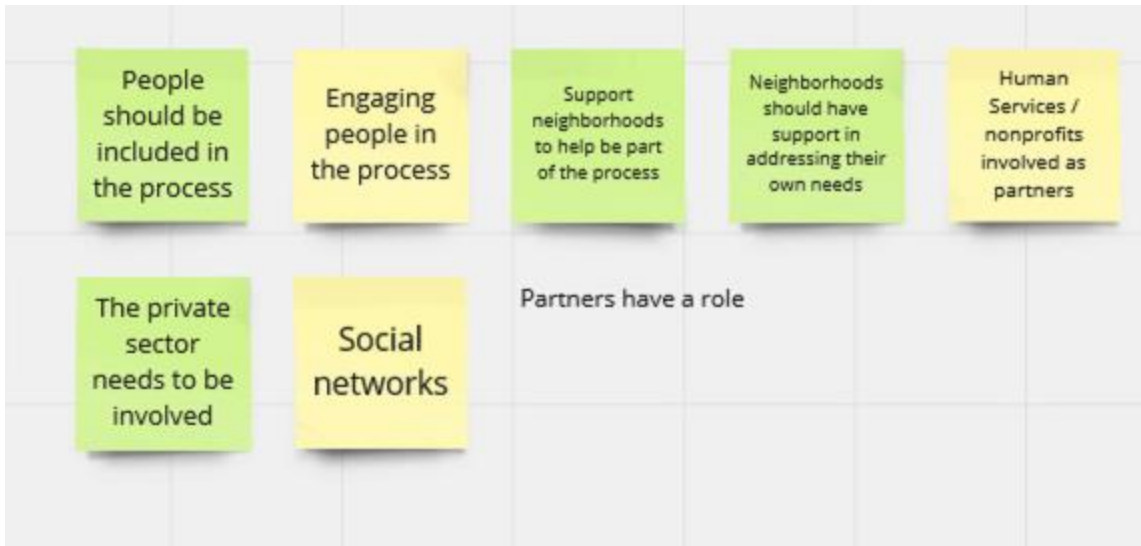 People
should be
included in
the process
Engaging
people in
the process
Support
neighborhoods
to help be part
of the process
Neighborhoods
should have
support in
addressing their
own needs
Human
Services /
nonprofits
involved as
partners
The private
sector
needs to be
involved
Social
networks
Partners have a role